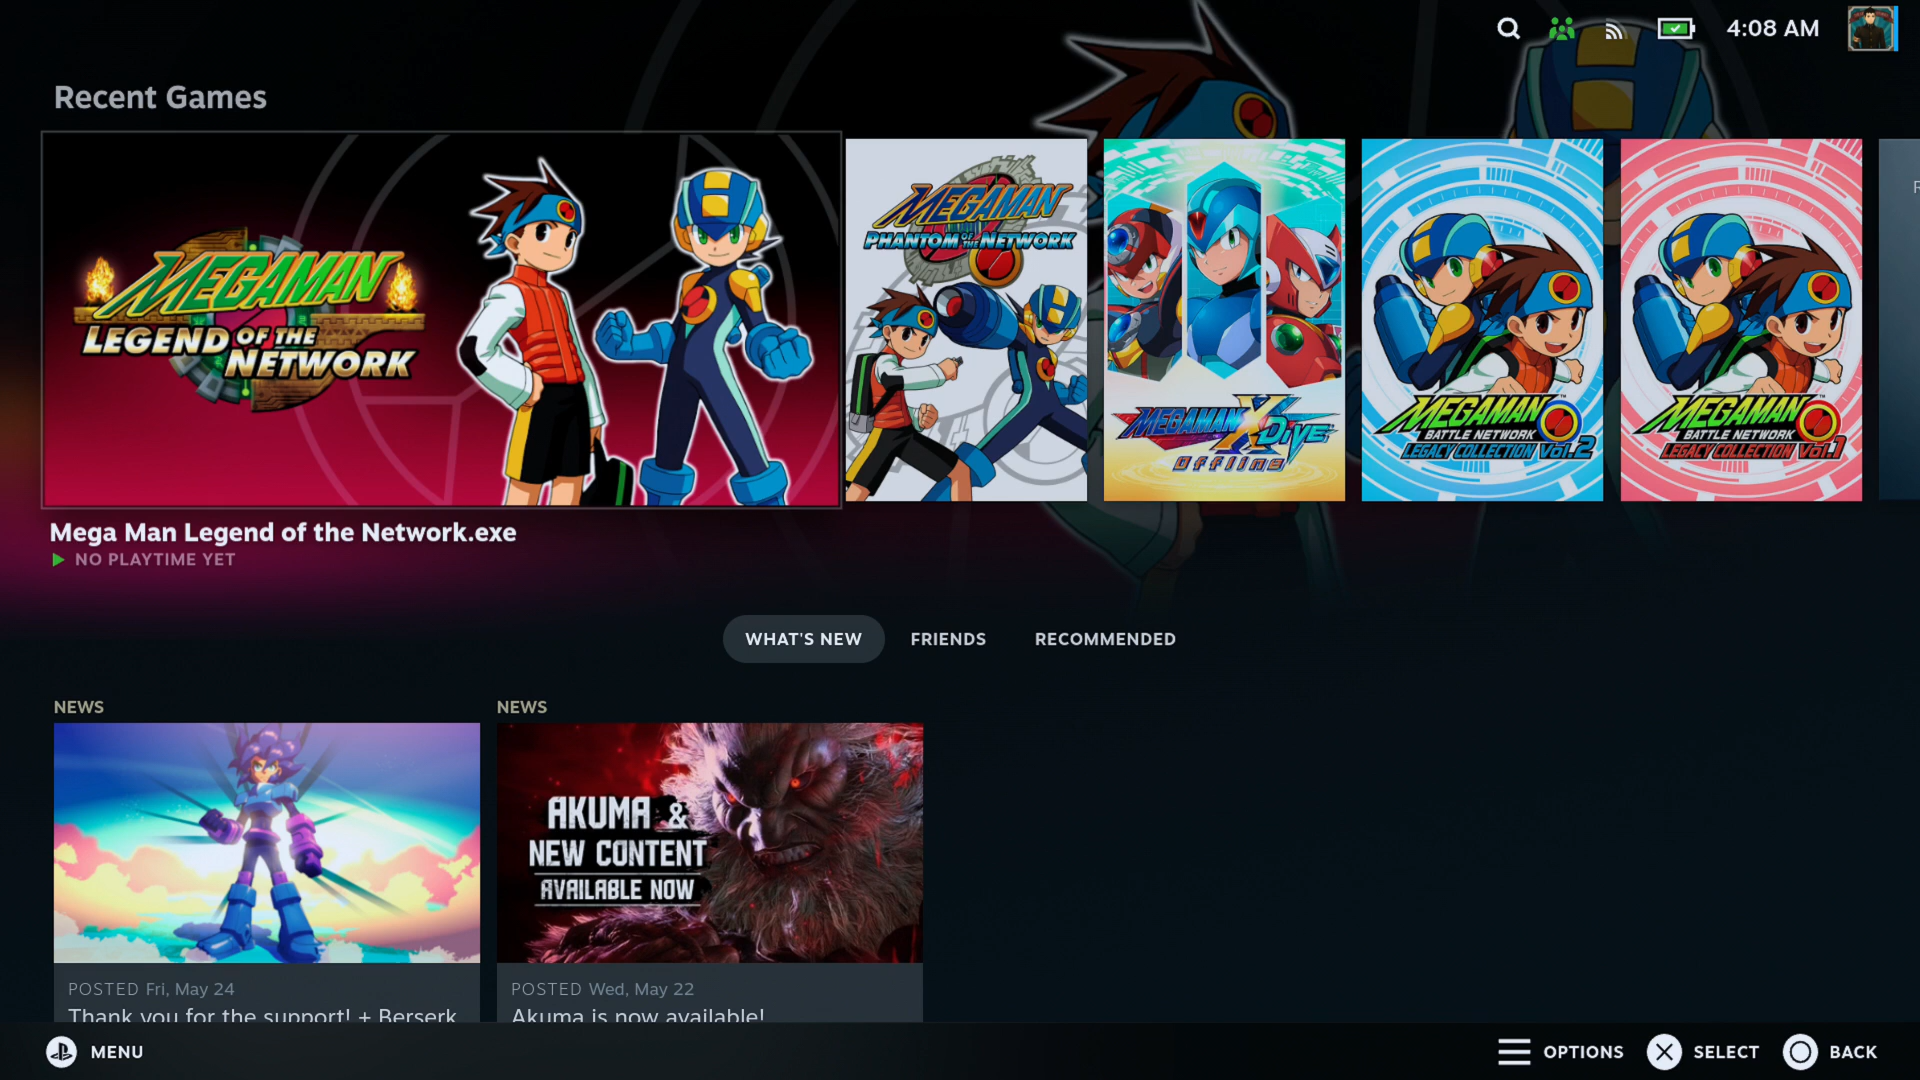 4:08 AM
Recent Games
MEGAMAN
LEGEND OF THE
NETWORK
MEGAMAN
PHANTOM OF THE NETWORK
MEGAMAN X DiVE
Offline
MEGAMAN
BATTLE NETWORK
LEGACY COLLECTION Vol.2
MEGAMAN
BATTLE NETWORK
LEGACY COLLECTION Vol.1
Mega Man Legend of the Network.exe
NO PLAYTIME YET
WHAT'S NEW
FRIENDS
RECOMMENDED
NEWS
NEWS
AKUMA &
NEW CONTENT
AVAILABLE NOW
POSTED Fri, May 24
Thank you for the support! + Berserk
POSTED Wed, May 22
Akuma is now available!
MENU
OPTIONS
SELECT
BACK